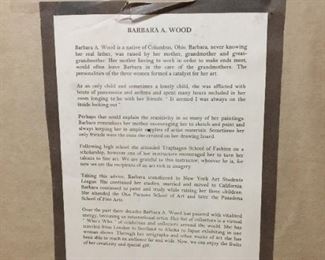 BARBARA A. WOOD
Barbara A. Wood is a native of Columbus, Ohio. Barbara, never knowing
her real father, was raised by her mother, grandmother and great-
grandmother. Her mother having to work in order to make ends meet,
would often leave Barbara in the care of the grandmothers. The
personalities of the three women formed a catalyst for her art.
As an only child and sometimes a lonely child, she was afflicted with
bouts of pneumonia and asthma and spent many hours secluded in her
room longing to be with her friends. "It seemed I was always on the
inside looking out"
Perhaps that would explain the sensitivity in so many of her paintings.
Barbara remembers her mother encouraging her to sketch and paint and
always keeping her in ample supplies of artist materials. Sometimes her
only friends were the ones she created on her drawing board.
Following high school she attended Traphagen School of Fashion on a
scholarship, however one of her instructors encouraged her to turn her
talents to fine art. We are grateful to this instructor, whoever he is, for
now we are the recipients of its an rich in imagery.
Taking this advice, Barbara transferred to New York Art Students
League. She continued her studies, married and moved to California.
Barbara continued to paint and study while raising her three children.
She attended the Otis Parsons School of Art and later the Pasadena
School of Fine Arts.
Over the past three decades Barbara A. Wood has painted with vitalized
energy, becoming an international artist. Her list of collectors is a virtual
"Who's Who" of celebrities and collectors around the world. She has
traveled from London to Scotland to Alaska to Japan exhibiting in one
woman shows. Through her serigraphs and other works of art she has
been able to reach an audience far and wide. Now, we can enjoy the fruits
of her creativity and special gift.